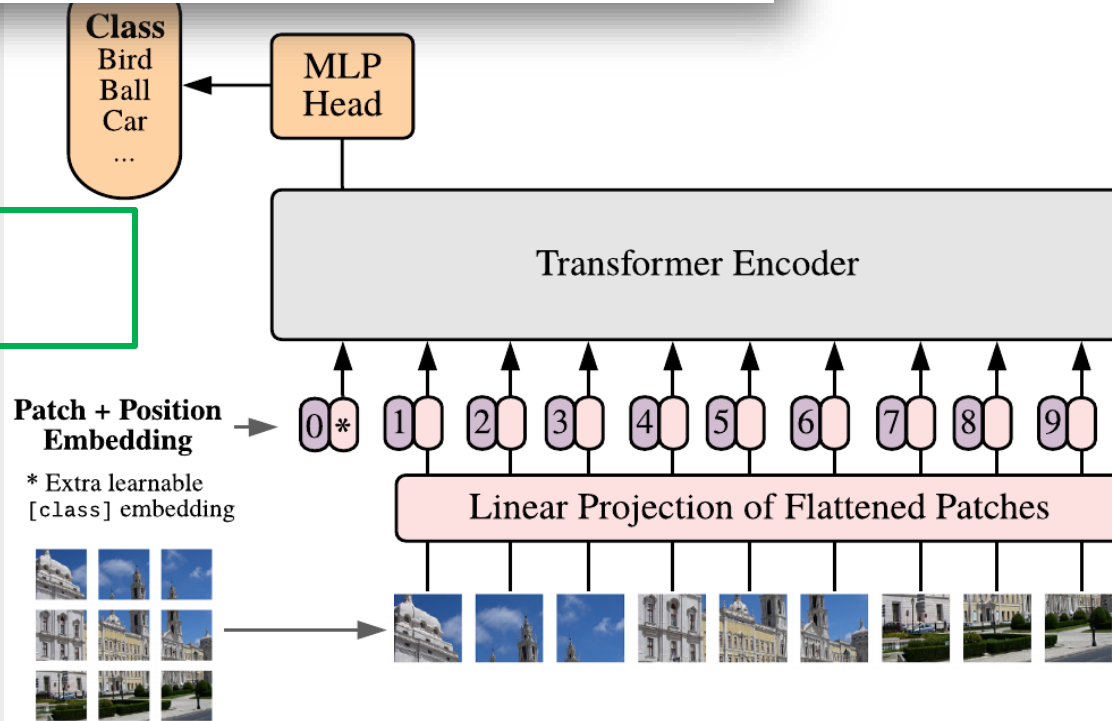 Class
Bird
Ball
Car
...
MLP
Head
Transformer Encoder
Patch + Position
Embedding
0 * 1 2 3 4 5 6 7 8 9
* Extra learnable
[class] embedding
Linear Projection of Flattened Patches